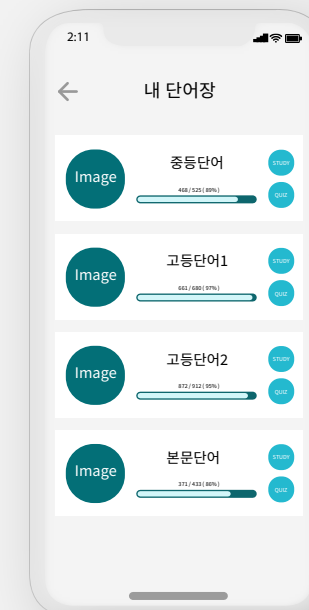 2:11
내 단어장
Image
중등단어
468 / 525 ( 89% )
STUDY
QUIZ
Image
고등단어1
661 / 680 ( 97% )
STUDY
QUIZ
Image
고등단어2
872 / 912 ( 95% )
STUDY
QUIZ
Image
본문단어
371 / 433 ( 86% )
STUDY
QUIZ